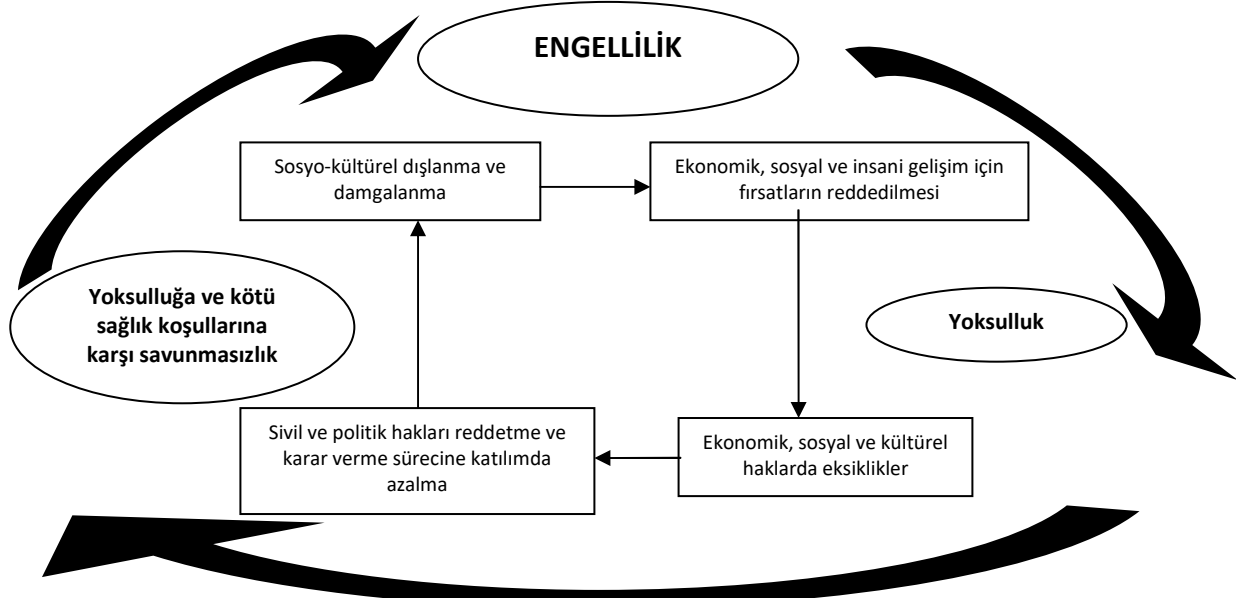 ENGELLİLİK
Sosyo-kültürel dışlanma ve
damgalanma
Ekonomik, sosyal ve insani gelişim için
fırsatların reddedilmesi
Yoksulluğa ve kötü
sağlık koşullarına
karşı savunmasızlık
Yoksulluk
Sivil ve politik hakları reddetme ve
karar verme sürecine katılımda
azalma
Ekonomik, sosyal ve kültürel
haklarda eksiklikler